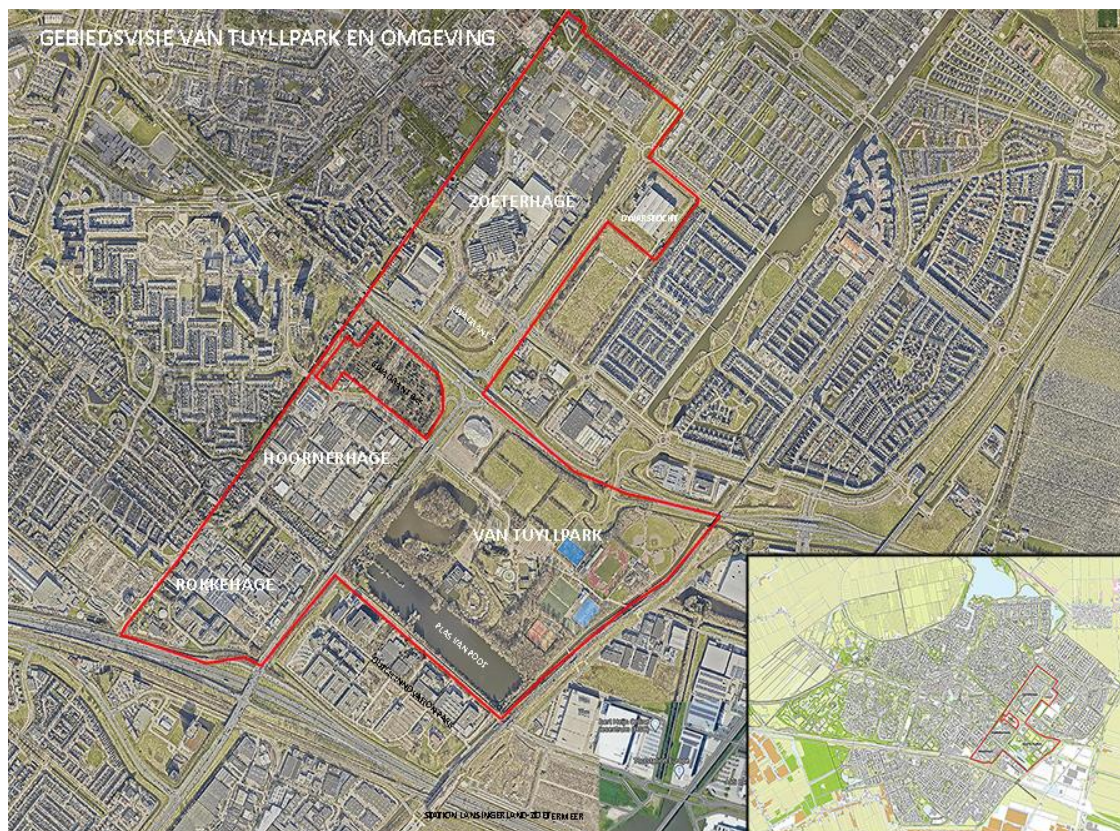 GEBIEDSVISIE VAN TUYLLPARK EN OMGEVING
ZOETERHAGE
DWARSTOCHT
HOORNERHAGE
VAN TUYLLPARK
ROKKEHAGE
PLAS VAN POOT
STATION LANSINGERLAND-ZOETERMEER